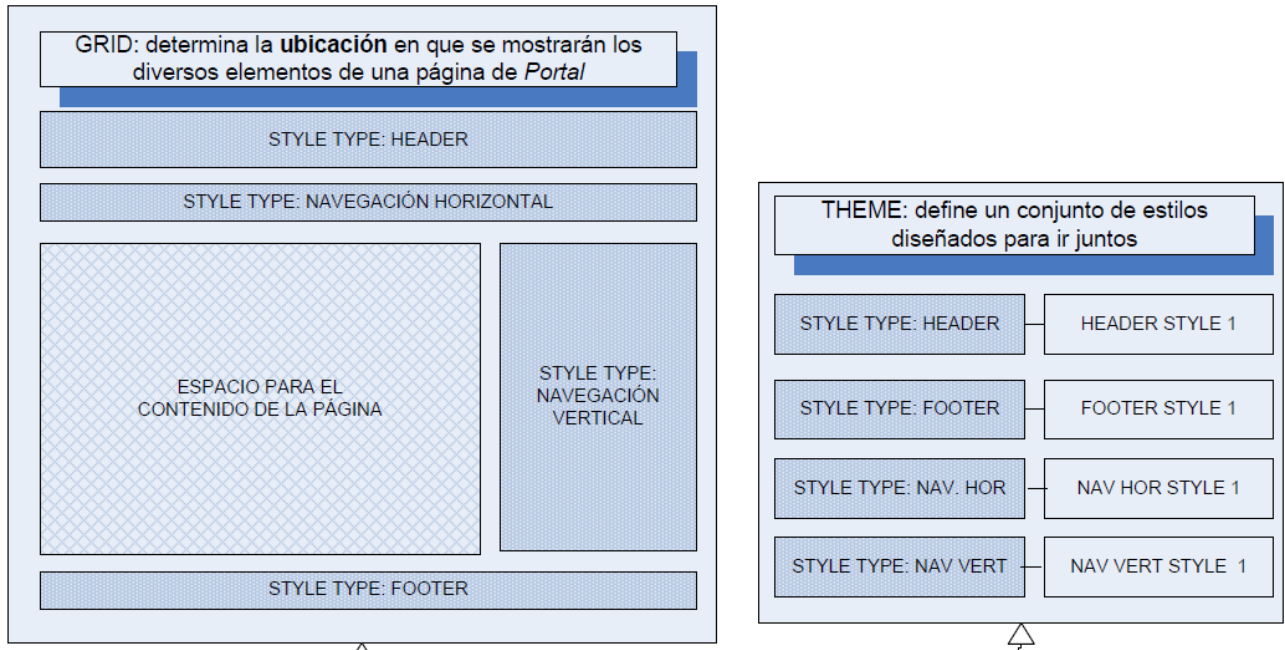 GRID: determina la ubicación en que se mostrarán los
diversos elementos de una página de Portal
STYLE TYPE: HEADER
STYLE TYPE: NAVEGACIÓN HORIZONTAL
ESPACIO PARA EL
CONTENIDO DE LA PÁGINA
STYLE TYPE:
NAVEGACIÓN
VERTICAL
STYLE TYPE: FOOTER
THEME: define un conjunto de estilos
diseñados para ir juntos
STYLE TYPE: HEADER
HEADER STYLE 1
STYLE TYPE: FOOTER
FOOTER STYLE 1
STYLE TYPE: NAV. HOR
NAV HOR STYLE 1
STYLE TYPE: NAV VERT
NAV VERT STYLE 1